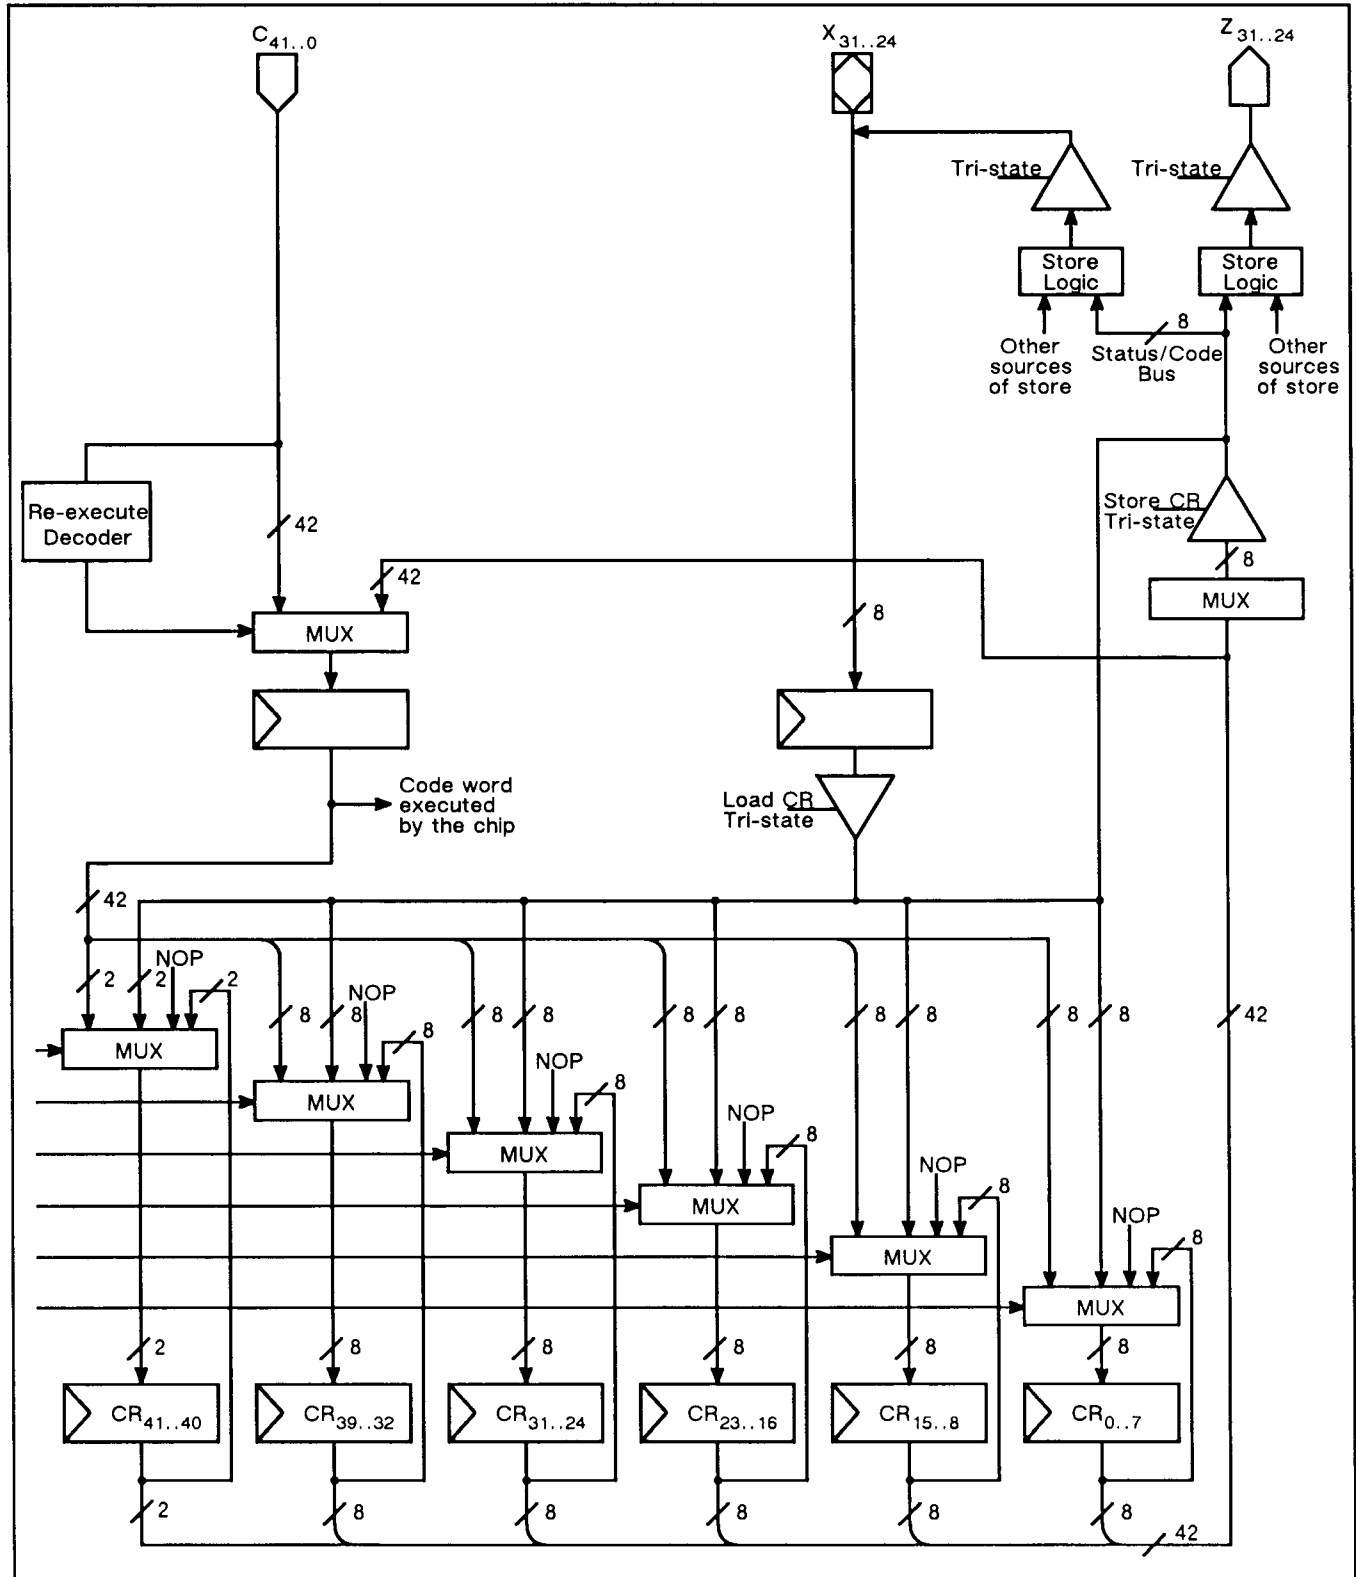 C41..0
X31..24
Z31..24
Tri-state
Tri-state
Store
Logic
Store
Logic
8
Other
sources
of store
Status/Code
Bus
Other
sources
of store
Re-execute
Decoder
42
Store CR
Tri-state
8
42
8
MUX
MUX
Code word
executed
by the chip
Load CR
Tri-state
42
2
2
NOP
2
8
8
NOP
8
8
8
8
8
8
8
8
42
MUX
8
NOP
8
MUX
NOP
8
MUX
NOP
8
MUX
NOP
8
MUX
MUX
2
8
8
8
8
8
CR41..40
CR39..32
CR31..24
CR23..16
CR15..8
CR0..7
2
8
8
8
8
8
42